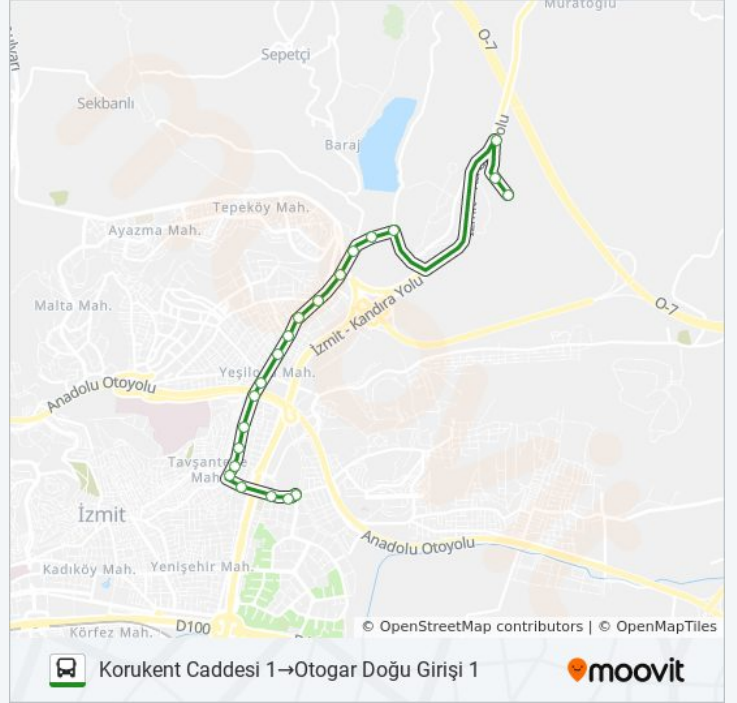 Muratoğlu
O-7
Sepetçi
Sekbanlı
Baraj
Tepeköy Mah.
Ayazma Mah.
Malta Mah.
O-7
İzmit - Kandıra Yolu
Anadolu Otoyolu
Mah.
Mah.
İzmit
Anadolu Otoyolu
Kadıköy Mah.
Yenişehir Mah.
Körfez Mah.
D100
© OpenStreetMap contributors | © OpenMapTiles
Korukent Caddesi 1→Otogar Doğu Girişi 1
moovit